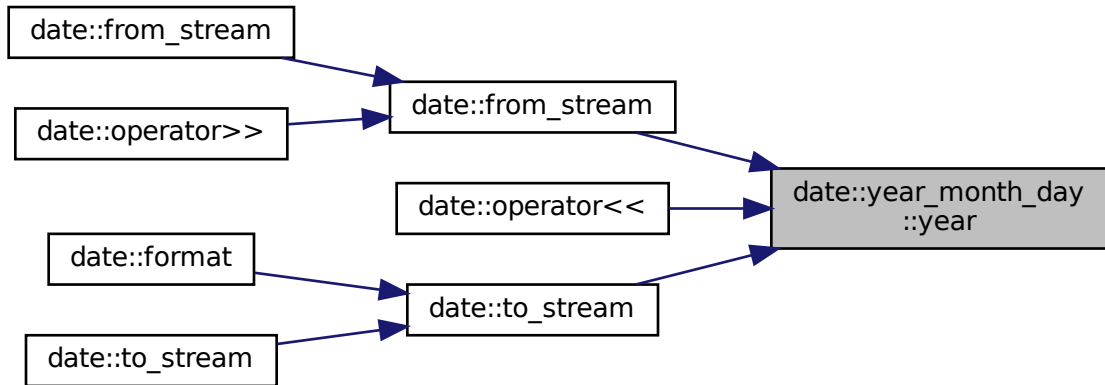 date::from_stream
date::from_stream
date::operator>>
date::year_month_day
::year
date::operator<<
date::format
date::to_stream
date::to_stream